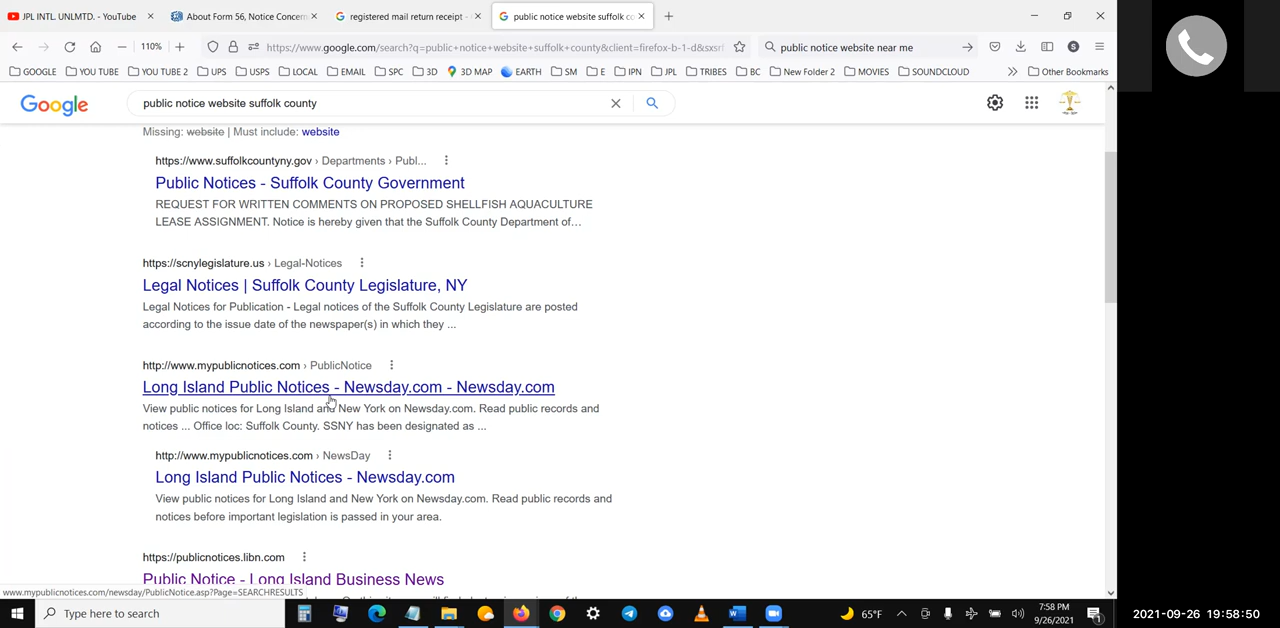 JPL INTL. UNLMTD. - YouTube
About Form 56, Notice Concern
registered mail return receipt -
public notice website suffolk co
110%
https://www.google.com/search?q=public+notice+website+suffolk+county&client=firefox-b-1-d&sxsrf
public notice website near me
GOOGLE
YOU TUBE
YOU TUBE 2
UPS
USPS
LOCAL
EMAIL
SPC
3D
3D MAP
EARTH
SM
E
IPN
JPL
TRIBES
BC
New Folder 2
MOVIES
SOUNDCLOUD
Other Bookmarks
Google
public notice website suffolk county
Missing: website | Must include: website
https://www.suffolkcountyny.gov › Departments › Publ...
Public Notices - Suffolk County Government
REQUEST FOR WRITTEN COMMENTS ON PROPOSED SHELLFISH AQUACULTURE
LEASE ASSIGNMENT. Notice is hereby given that the Suffolk County Department of...
https://scnylegislature.us › Legal-Notices
Legal Notices | Suffolk County Legislature, NY
Legal Notices for Publication - Legal notices of the Suffolk County Legislature are posted
according to the issue date of the newspaper(s) in which they ...
http://www.mypublicnotices.com › PublicNotice
Long Island Public Notices - Newsday.com - Newsday.com
View public notices for Long Island and New York on Newsday.com. Read public records and
notices ... Office loc: Suffolk County. SSNY has been designated as ...
http://www.mypublicnotices.com › NewsDay
Long Island Public Notices - Newsday.com
View public notices for Long Island and New York on Newsday.com. Read public records and
notices before important legislation is passed in your area.
https://publicnotices.libn.com
Public Notice - Long Island Business News
www.mypublicnotices.com/newsday/PublicNotice.asp?Page=SEARCHRESULTS
Type here to search
65°F
7:58 PM
9/26/2021
1
2021-09-26 19:58:50